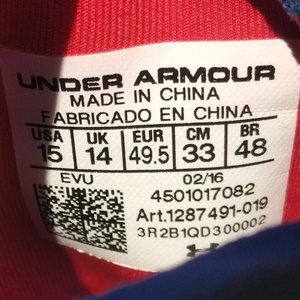 UNDER ARMOUR
MADE IN CHINA
FABRICADO EN CHINA
USA UK EUR CM BR
15 14 49.5 33 48
EVU 02/16
4501017082
Art.1287491-019
3R2B1QD300002